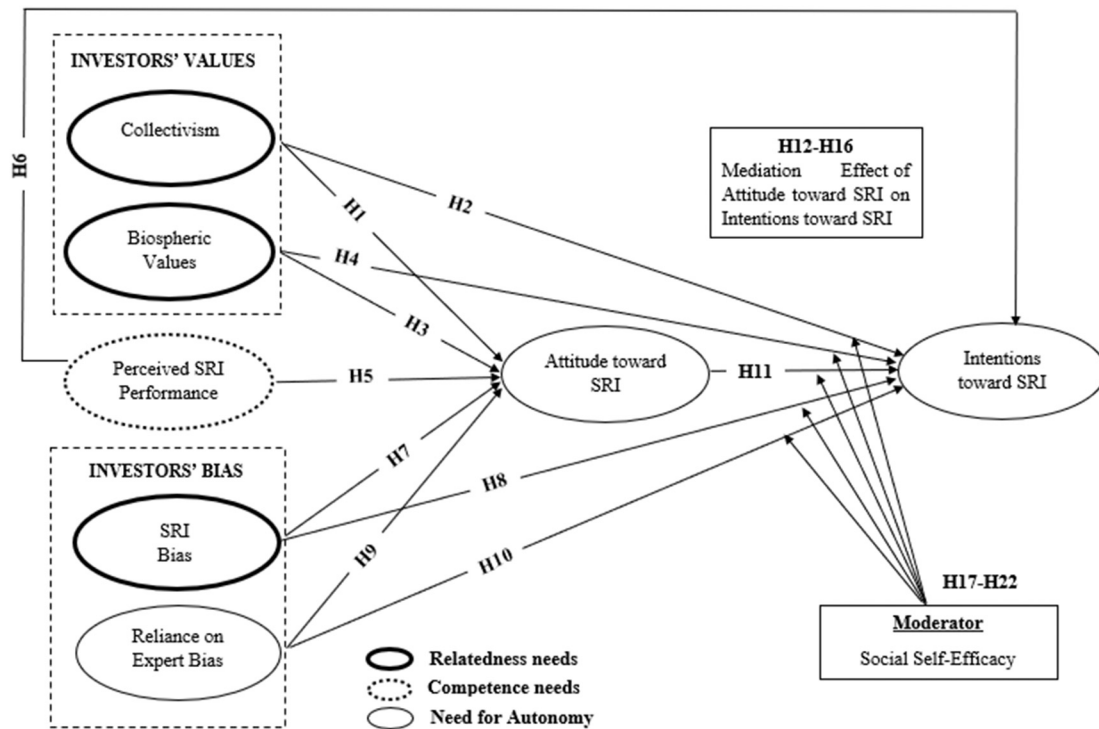 INVESTORS' VALUES
Collectivism
Biospheric
Values
H6
H1
H2
H3
H4
H12-H16
Mediation Effect of
Attitude toward SRI on
Intentions toward SRI
Perceived SRI
Performance
H5
Attitude toward
SRI
H11
Intentions
toward SRI
INVESTORS' BIAS
SRI
Bias
Reliance on
Expert Bias
H7
H8
H9
H10
H17-H22
Moderator
Social Self-Efficacy
Relatedness needs
Competence needs
Need for Autonomy